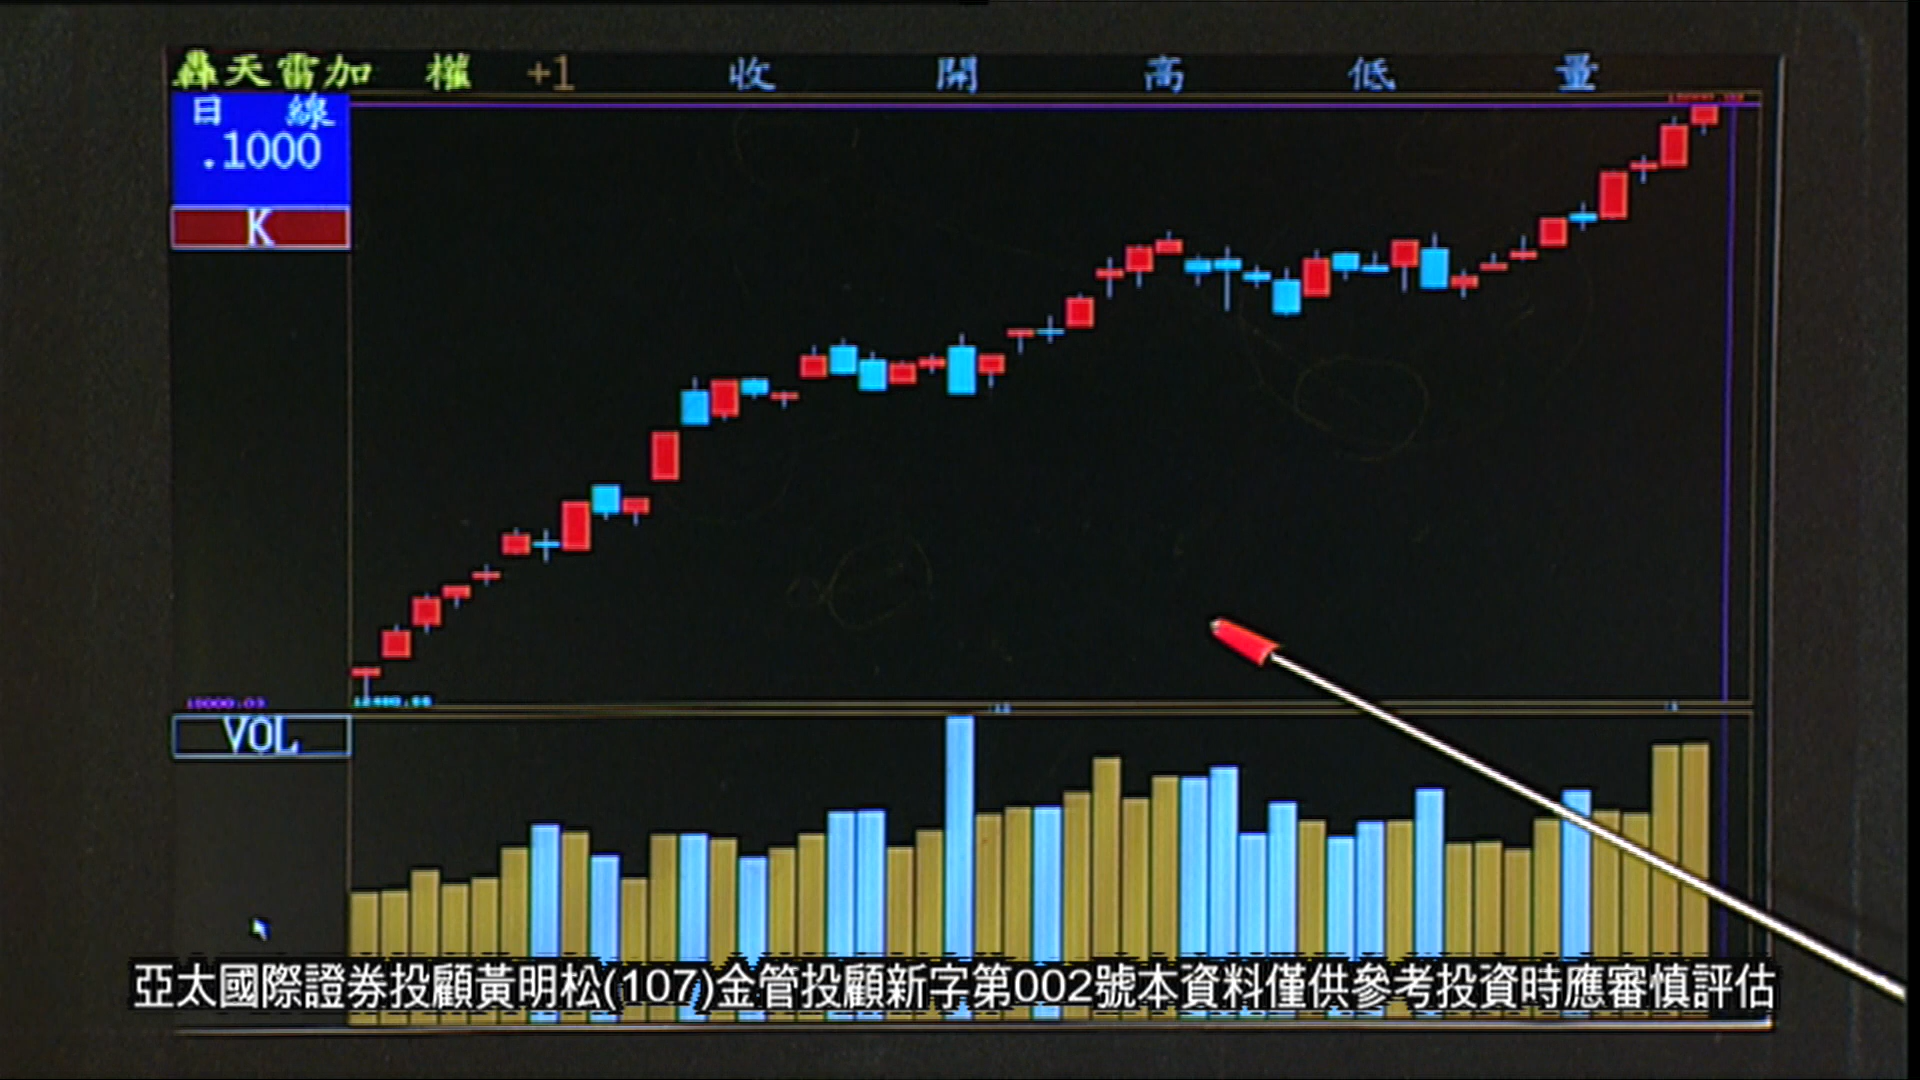 轟天雷加 權 +1 收 開 高 低 量
日 線
.1000
K
VOL
亞太國際證券投顧黃明松(107)金管投顧新字第002號本資料僅供參考投資時應審慎評估